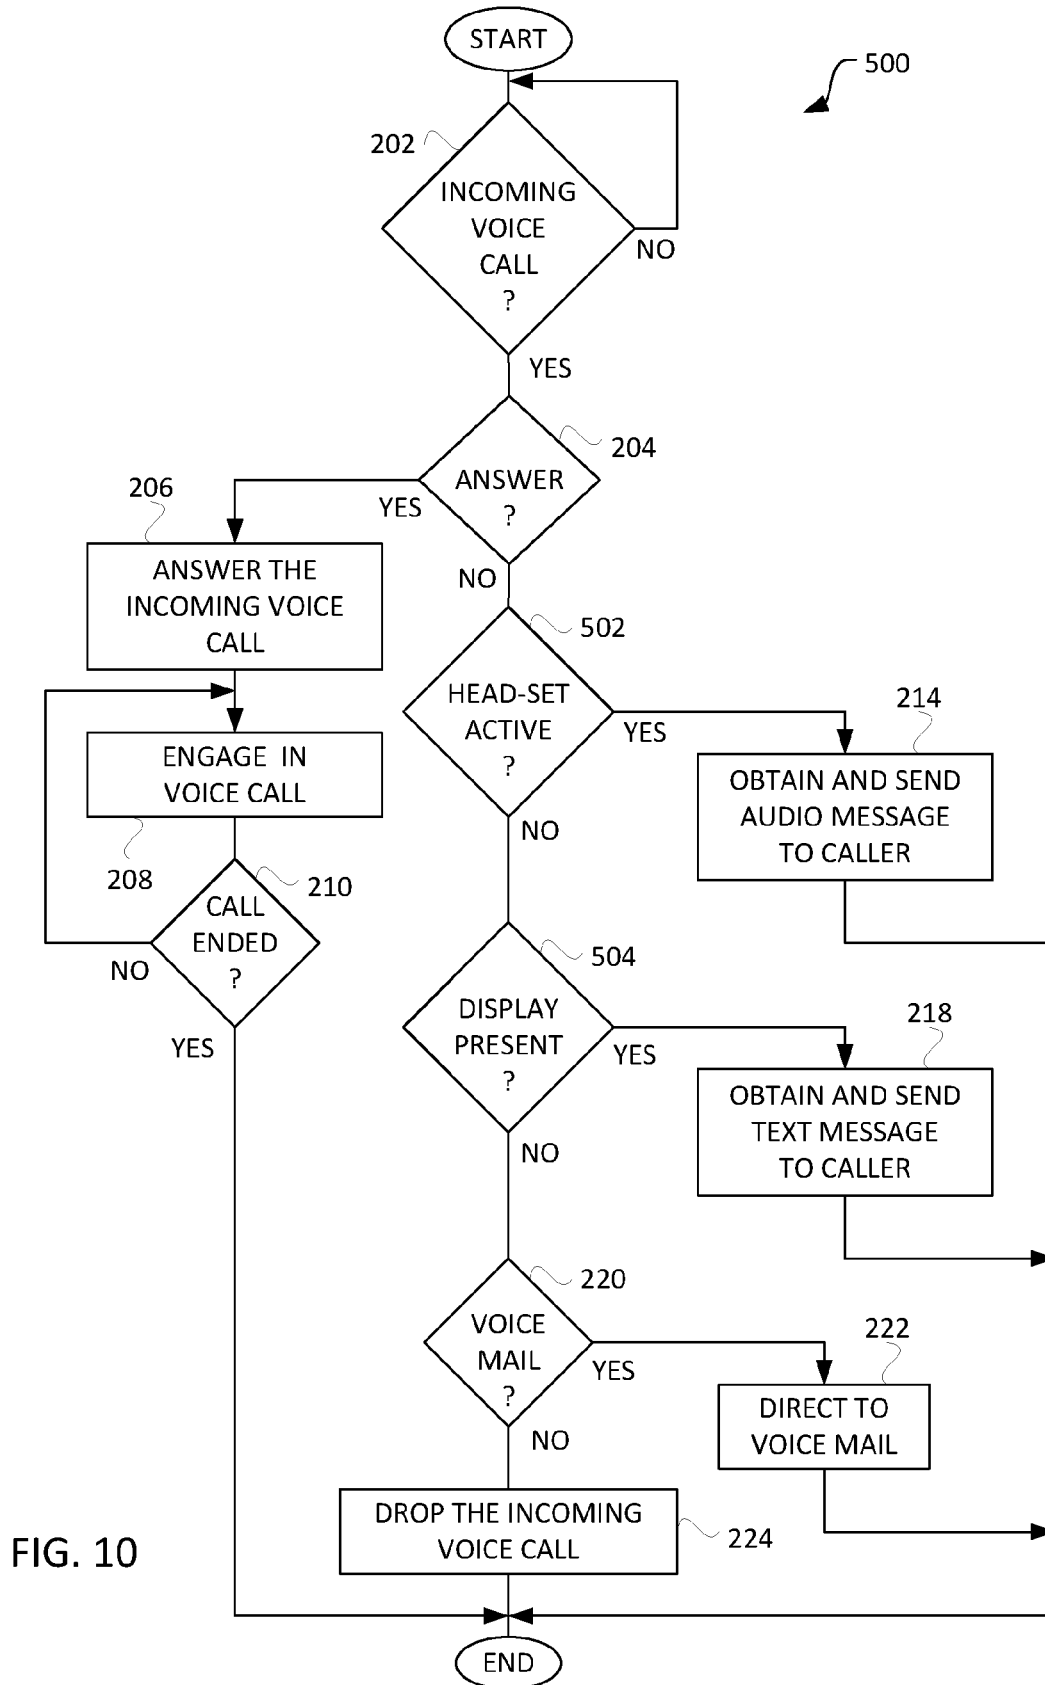 START
500
202
INCOMING
VOICE
CALL
?
NO
YES
204
ANSWER
?
YES
NO
206
ANSWER THE
INCOMING VOICE
CALL
502
HEAD-SET
ACTIVE
?
YES
NO
214
OBTAIN AND SEND
AUDIO MESSAGE
TO CALLER
ENGAGE IN
VOICE CALL
208
210
CALL
ENDED
?
NO
YES
504
DISPLAY
PRESENT
?
YES
NO
218
OBTAIN AND SEND
TEXT MESSAGE
TO CALLER
220
VOICE
MAIL
?
YES
NO
222
DIRECT TO
VOICE MAIL
DROP THE INCOMING
VOICE CALL
224
FIG. 10
END